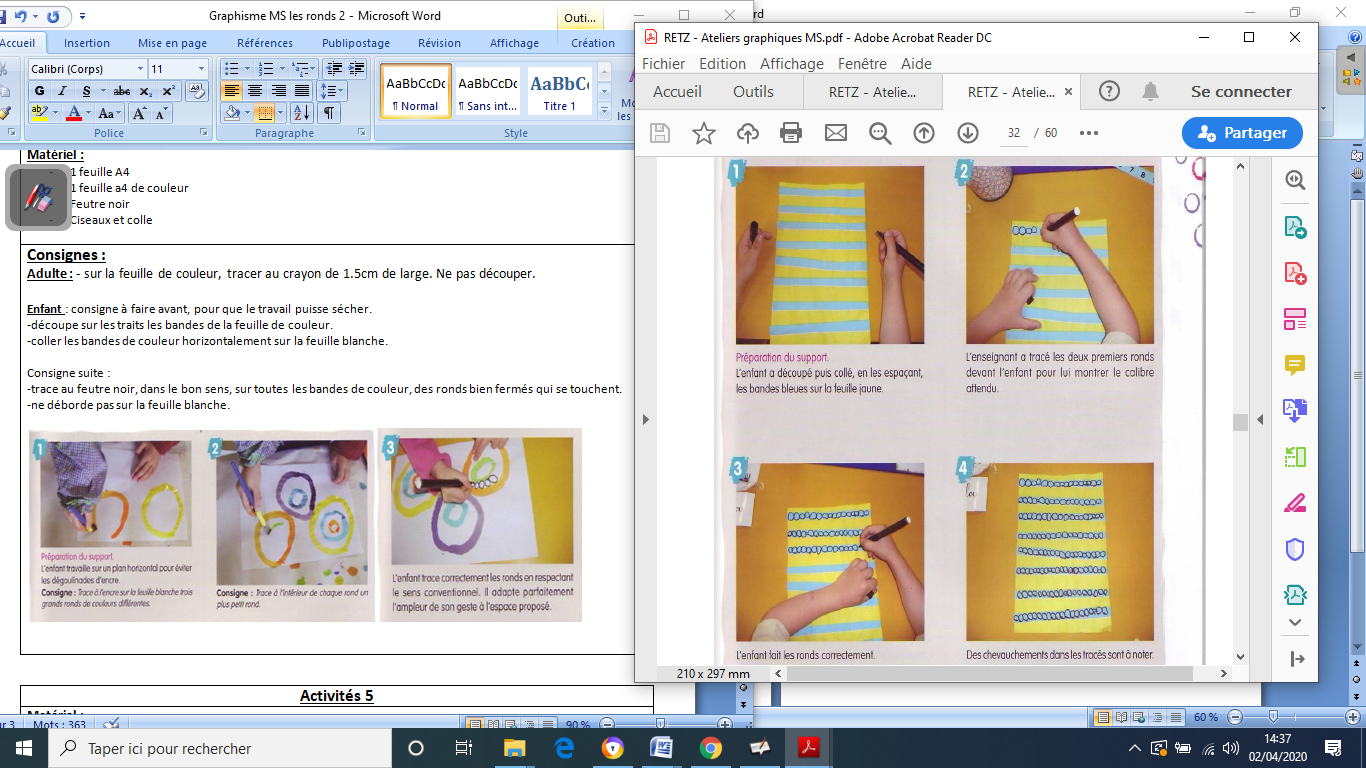 Graphisme MS les ronds 2 - Microsoft Word
Outi...
Accueil Insertion Mise en page Références Publipostage Révision Affichage Création
Calibri (Corps) 11
AaBbCcDc AaBbCcDc AaBbCc
¶ Normal ¶ Sans int... Titre 1
Police Paragraphe Style
Matériel :
1 feuille A4
1 feuille a4 de couleur
Feutre noir
Ciseaux et colle
Consignes :
Adulte : - sur la feuille de couleur, tracer au crayon de 1.5cm de large. Ne pas découper.
Enfant : consigne à faire avant, pour que le travail puisse sécher.
-découpe sur les traits les bandes de la feuille de couleur.
-coller les bandes de couleur horizontalement sur la feuille blanche.
Consigne suite :
-trace au feutre noir, dans le bon sens, sur toutes les bandes de couleur, des ronds bien fermés qui se touchent.
-ne déborde pas sur la feuille blanche.
1
Préparation du support.
L'enfant travaille sur un plan horizontal pour éviter
les dégoulinades d'encre.
Consigne : Trace à l'encre sur la feuille blanche trois
grands ronds de couleurs différentes.
2
Consigne : Trace à l'intérieur de chaque rond un
plus petit rond.
3
L'enfant trace correctement les ronds en respectant
le sens conventionnel. Il adapte parfaitement
l'ampleur de son geste à l'espace proposé.
Activités 5
Mots : 363
90 %
RETZ - Ateliers graphiques MS.pdf - Adobe Acrobat Reader DC
Fichier Edition Affichage Fenêtre Aide
Accueil Outils RETZ - Atelie... RETZ - Atelie... × Se connecter
32 / 60
Partager
1
Préparation du support.
L'enfant a découpé puis collé, en les espaçant,
les bandes bleues sur la feuille jaune.
2
L'enseignant a tracé les deux premiers ronds
devant l'enfant pour lui montrer le calibre
attendu.
3
L'enfant fait les ronds correctement.
4
Des chevauchements dans les tracés sont à noter.
210 x 297 mm
60 %
Taper ici pour rechercher
14:37
02/04/2020